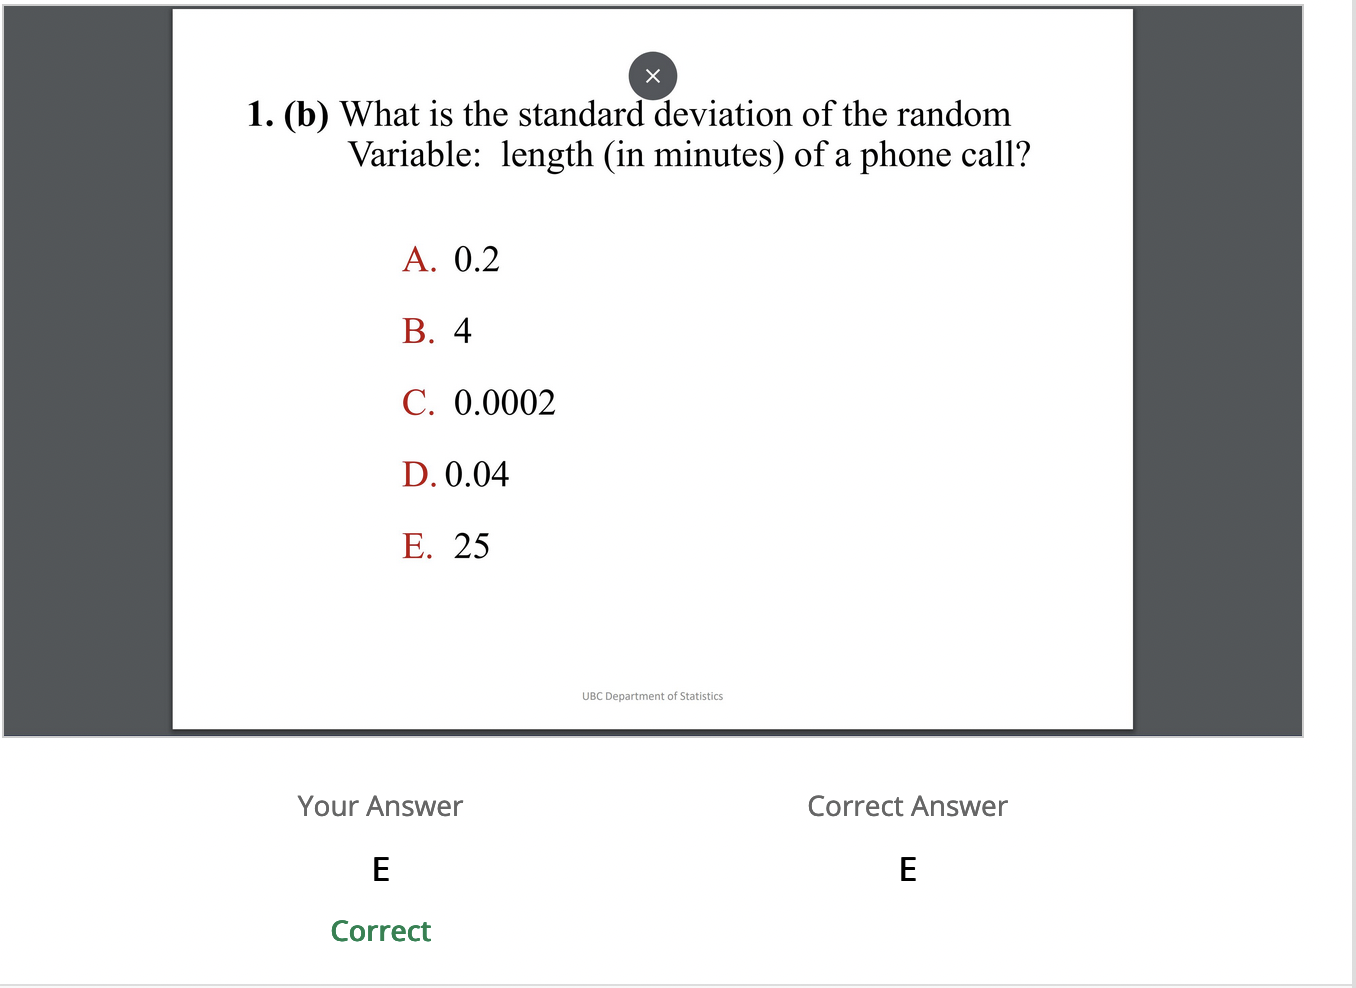 1. (b) What is the standard deviation of the random
Variable: length (in minutes) of a phone call?
A. 0.2
B. 4
C. 0.0002
D. 0.04
E. 25
UBC Department of Statistics
Your Answer
Correct Answer
E
E
Correct